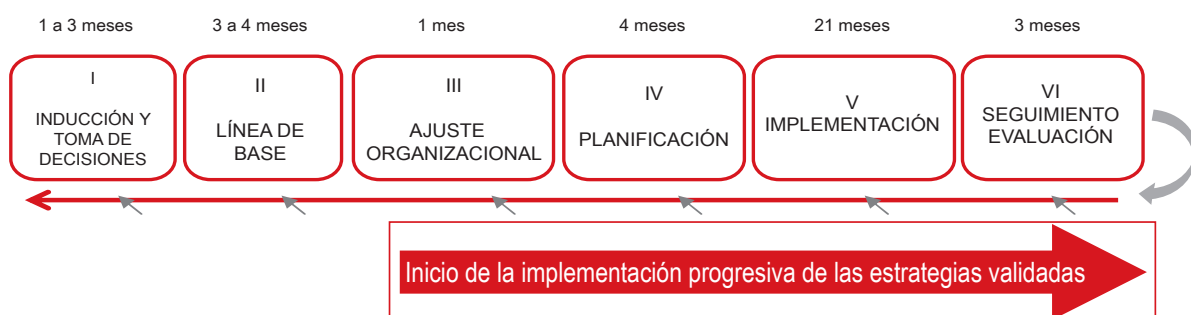 1 a 3 meses
3 a 4 meses
1 mes
4 meses
21 meses
3 meses
I
INDUCCIÓN Y
TOMA DE
DECISIONES
II
LÍNEA DE
BASE
III
AJUSTE
ORGANIZACIONAL
IV
PLANIFICACIÓN
V
IMPLEMENTACIÓN
VI
SEGUIMIENTO
EVALUACIÓN
Inicio de la implementación progresiva de las estrategias validadas